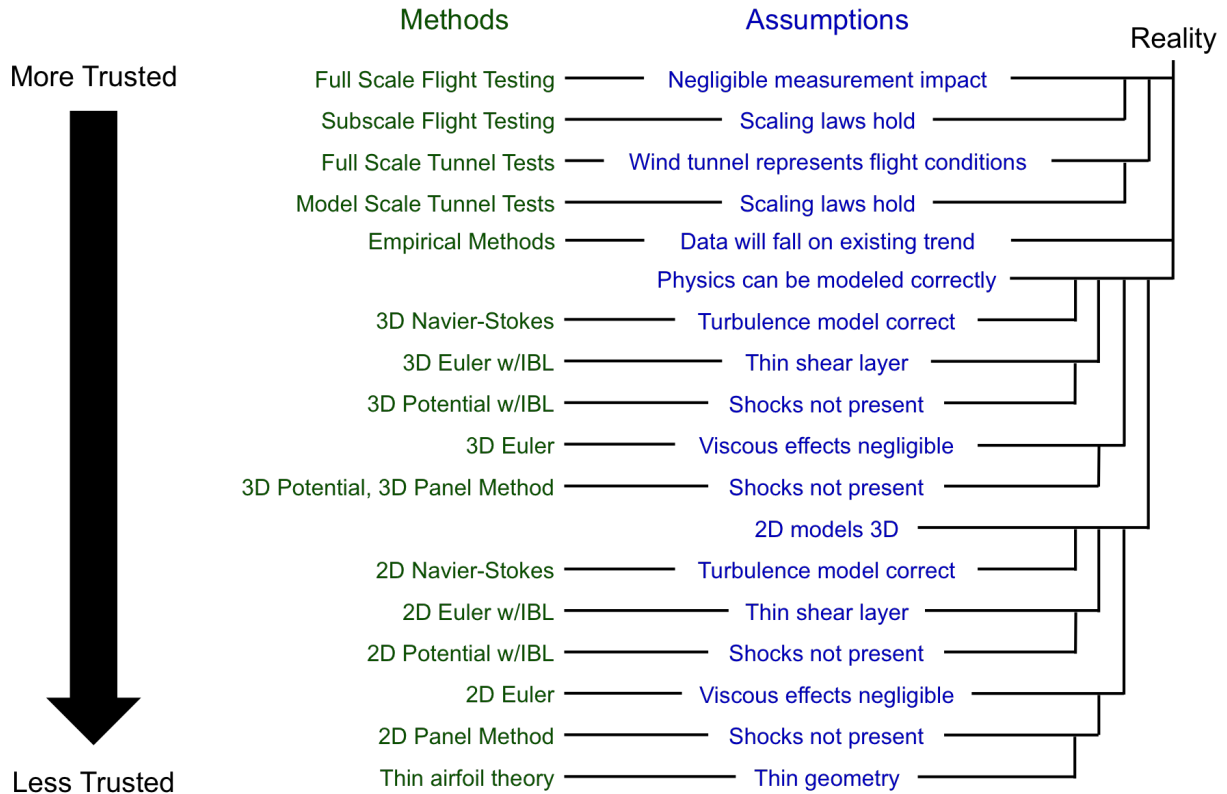 Methods Assumptions
Reality
More Trusted
Full Scale Flight Testing Negligible measurement impact
Subscale Flight Testing Scaling laws hold
Full Scale Tunnel Tests Wind tunnel represents flight conditions
Model Scale Tunnel Tests Scaling laws hold
Empirical Methods Data will fall on existing trend
Physics can be modeled correctly
3D Navier-Stokes Turbulence model correct
3D Euler w/IBL Thin shear layer
3D Potential w/IBL Shocks not present
3D Euler Viscous effects negligible
3D Potential, 3D Panel Method Shocks not present
2D models 3D
2D Navier-Stokes Turbulence model correct
2D Euler w/IBL Thin shear layer
2D Potential w/IBL Shocks not present
2D Euler Viscous effects negligible
2D Panel Method Shocks not present
Thin airfoil theory Thin geometry
Less Trusted